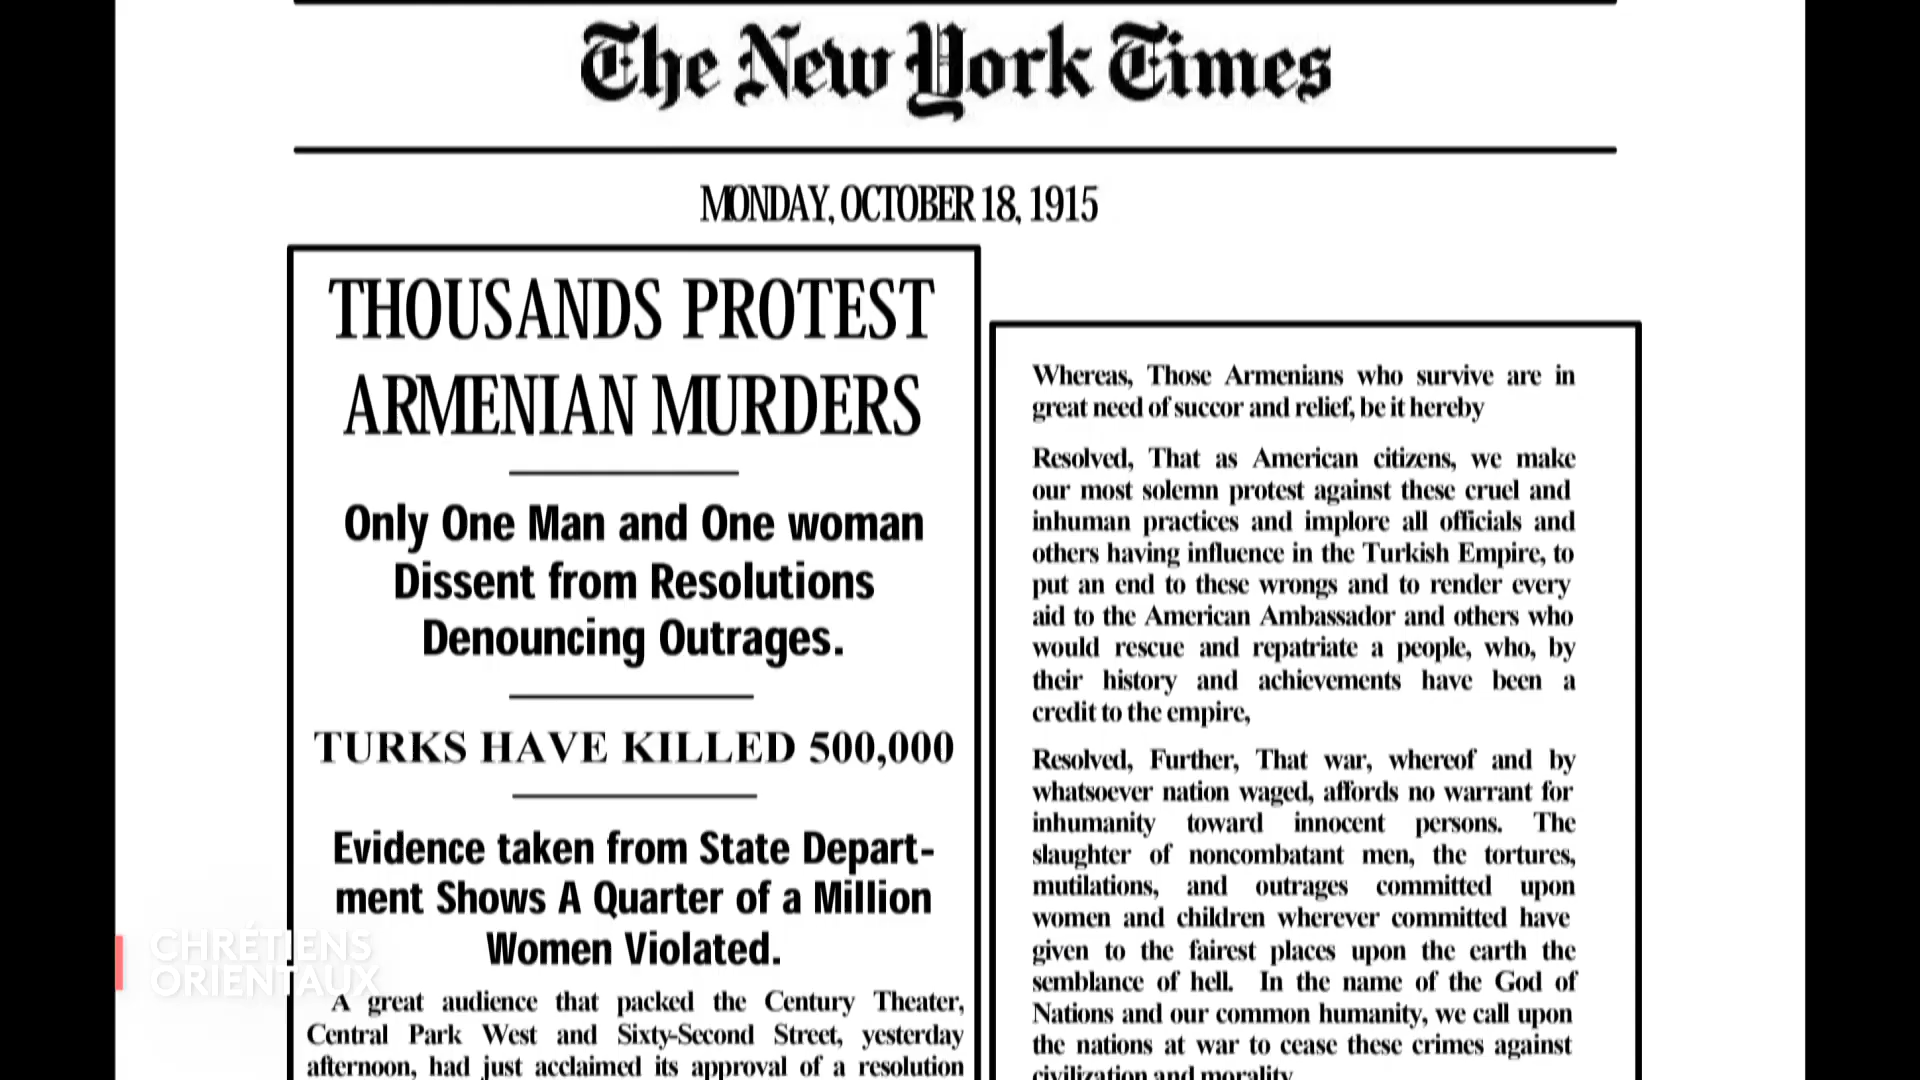 The New York Times
MONDAY, OCTOBER 18, 1915
THOUSANDS PROTEST
ARMENIAN MURDERS
Only One Man and One woman
Dissent from Resolutions
Denouncing Outrages.
TURKS HAVE KILLED 500,000
Evidence taken from State Depart-
ment Shows A Quarter of a Million
Women Violated.
A great audience that packed the Century Theater,
Central Park West and Sixty-Second Street, yesterday
afternoon, had just acclaimed its approval of a resolution
Whereas, Those Armenians who survive are in
great need of succor and relief, be it hereby
Resolved, That as American citizens, we make
our most solemn protest against these cruel and
inhuman practices and implore all officials and
others having influence in the Turkish Empire, to
put an end to these wrongs and to render every
aid to the American Ambassador and others who
would rescue and repatriate a people, who, by
their history and achievements have been a
credit to the empire,
Resolved, Further, That war, whereof and by
whatsoever nation waged, affords no warrant for
inhumanity toward innocent persons. The
slaughter of noncombatant men, the tortures,
mutilations, and outrages committed upon
women and children wherever committed have
given to the fairest places upon the earth the
semblance of hell. In the name of the God of
Nations and our common humanity, we call upon
the nations at war to cease these crimes against
civilization and morality.
CHRÉTIENS
ORIENTAUX